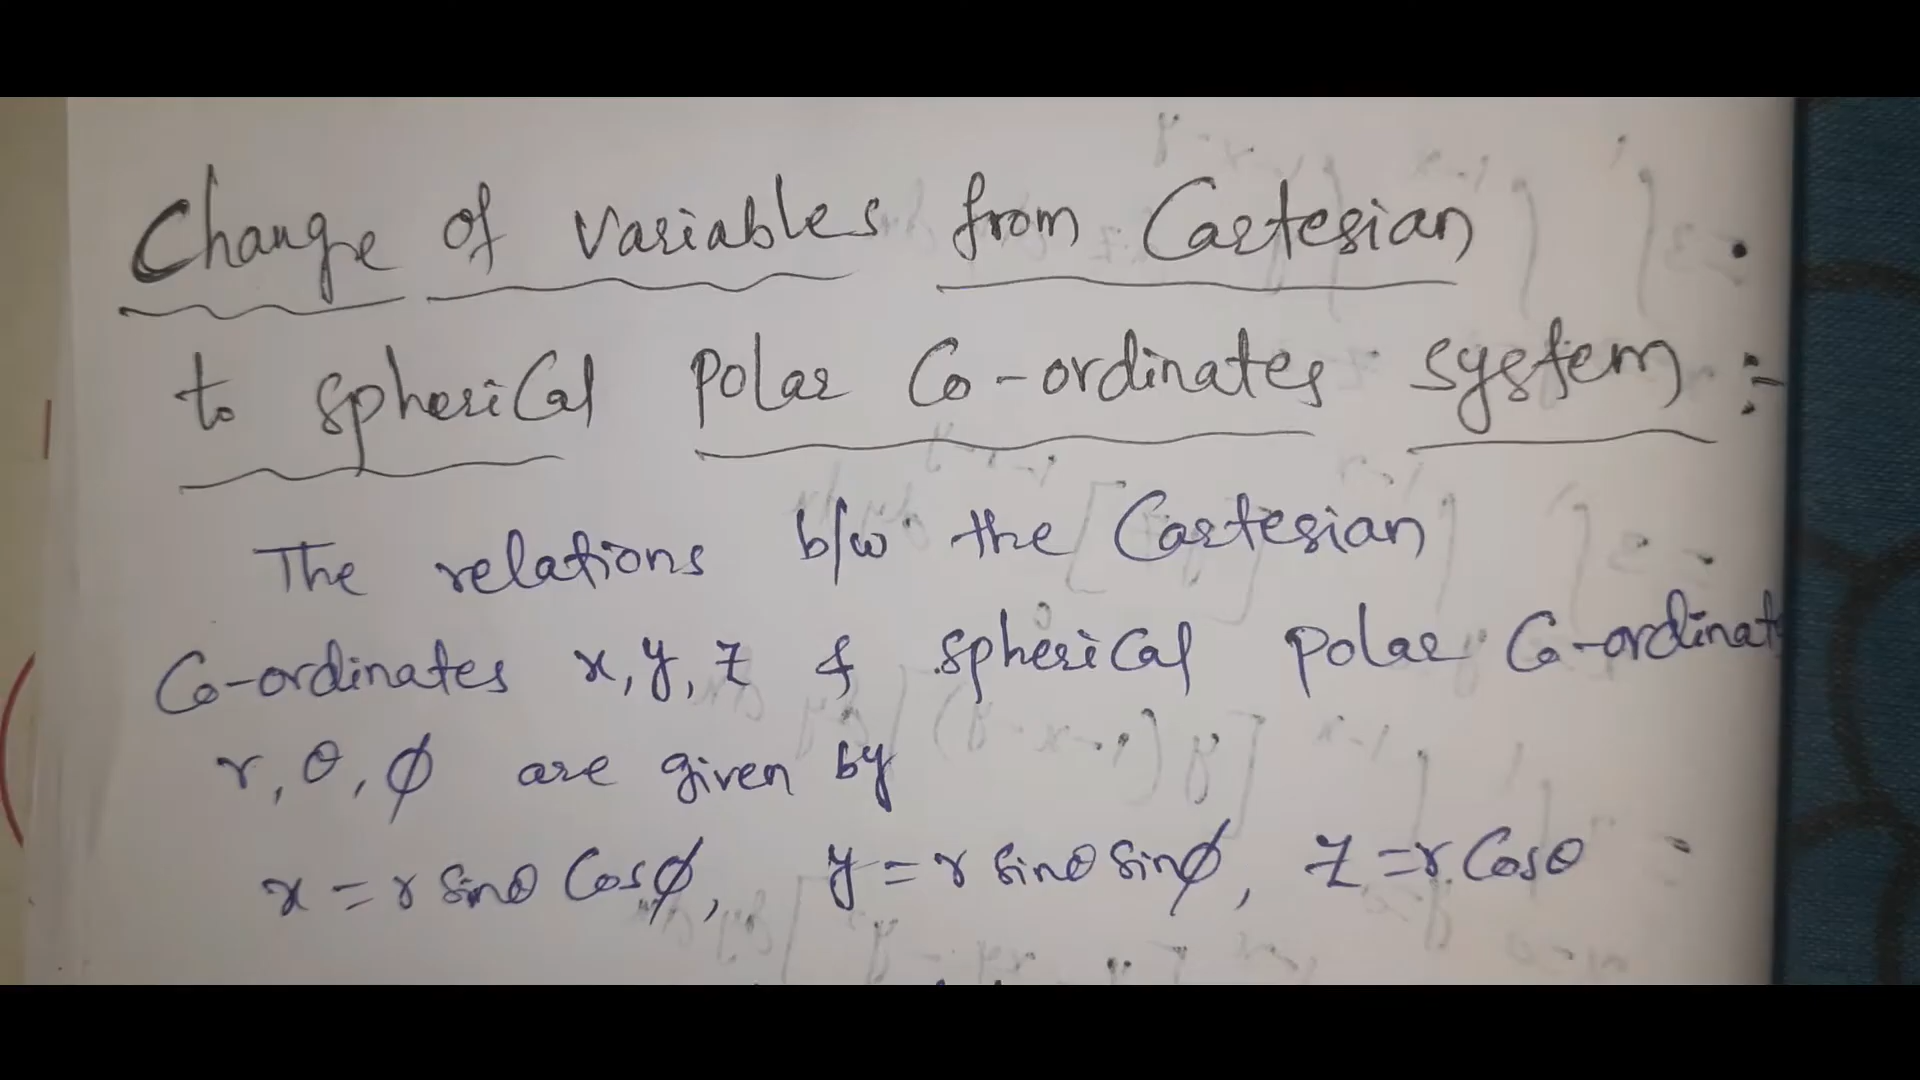 Change of variables from Cartesian
to spherical polar Co-ordinates system :-
The relations b/w the Cartesian
Co-ordinates x, y, z & spherical polar Co-ordinat
r, θ, ϕ are given by
x = r sinθ Cosϕ, y = r sinθ sinϕ, z = r Cosθ